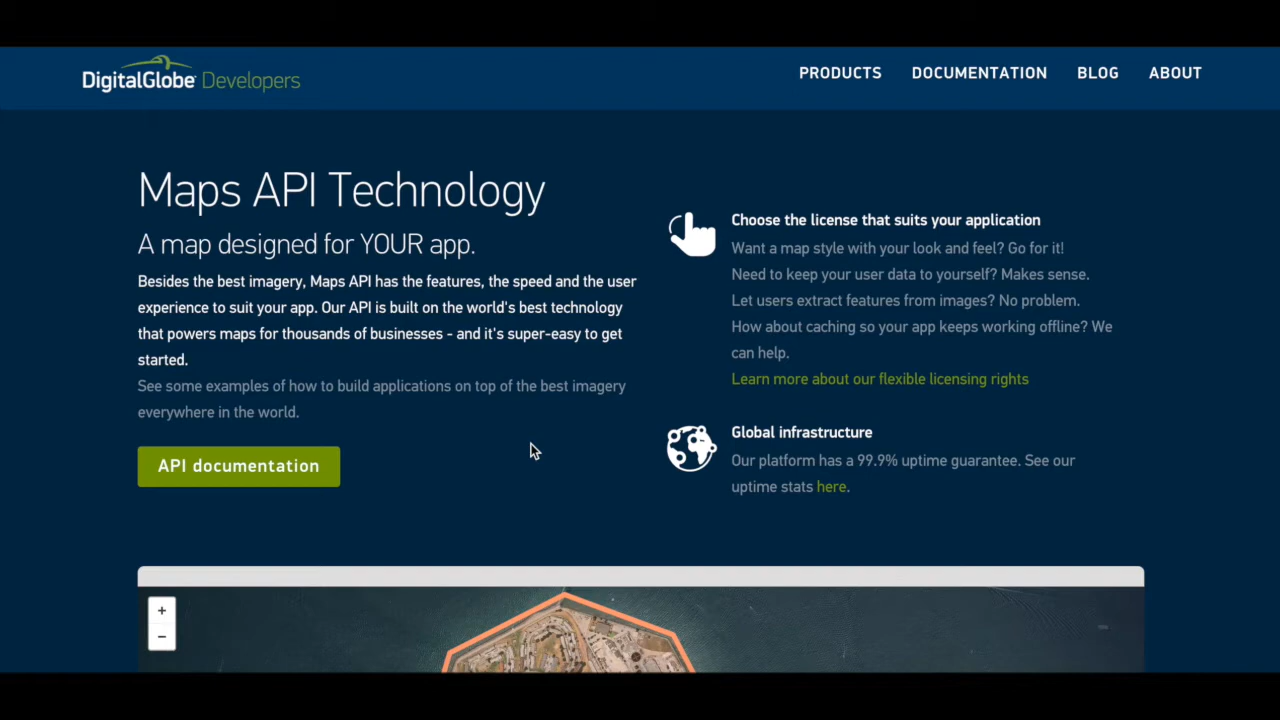 DigitalGlobe Developers
PRODUCTS DOCUMENTATION BLOG ABOUT
Maps API Technology
A map designed for YOUR app.
Besides the best imagery, Maps API has the features, the speed and the user
experience to suit your app. Our API is built on the world's best technology
that powers maps for thousands of businesses - and it's super-easy to get
started.
See some examples of how to build applications on top of the best imagery
everywhere in the world.
API documentation
Choose the license that suits your application
Want a map style with your look and feel? Go for it!
Need to keep your user data to yourself? Makes sense.
Let users extract features from images? No problem.
How about caching so your app keeps working offline? We
can help.
Learn more about our flexible licensing rights
Global infrastructure
Our platform has a 99.9% uptime guarantee. See our
uptime stats here.
+
−